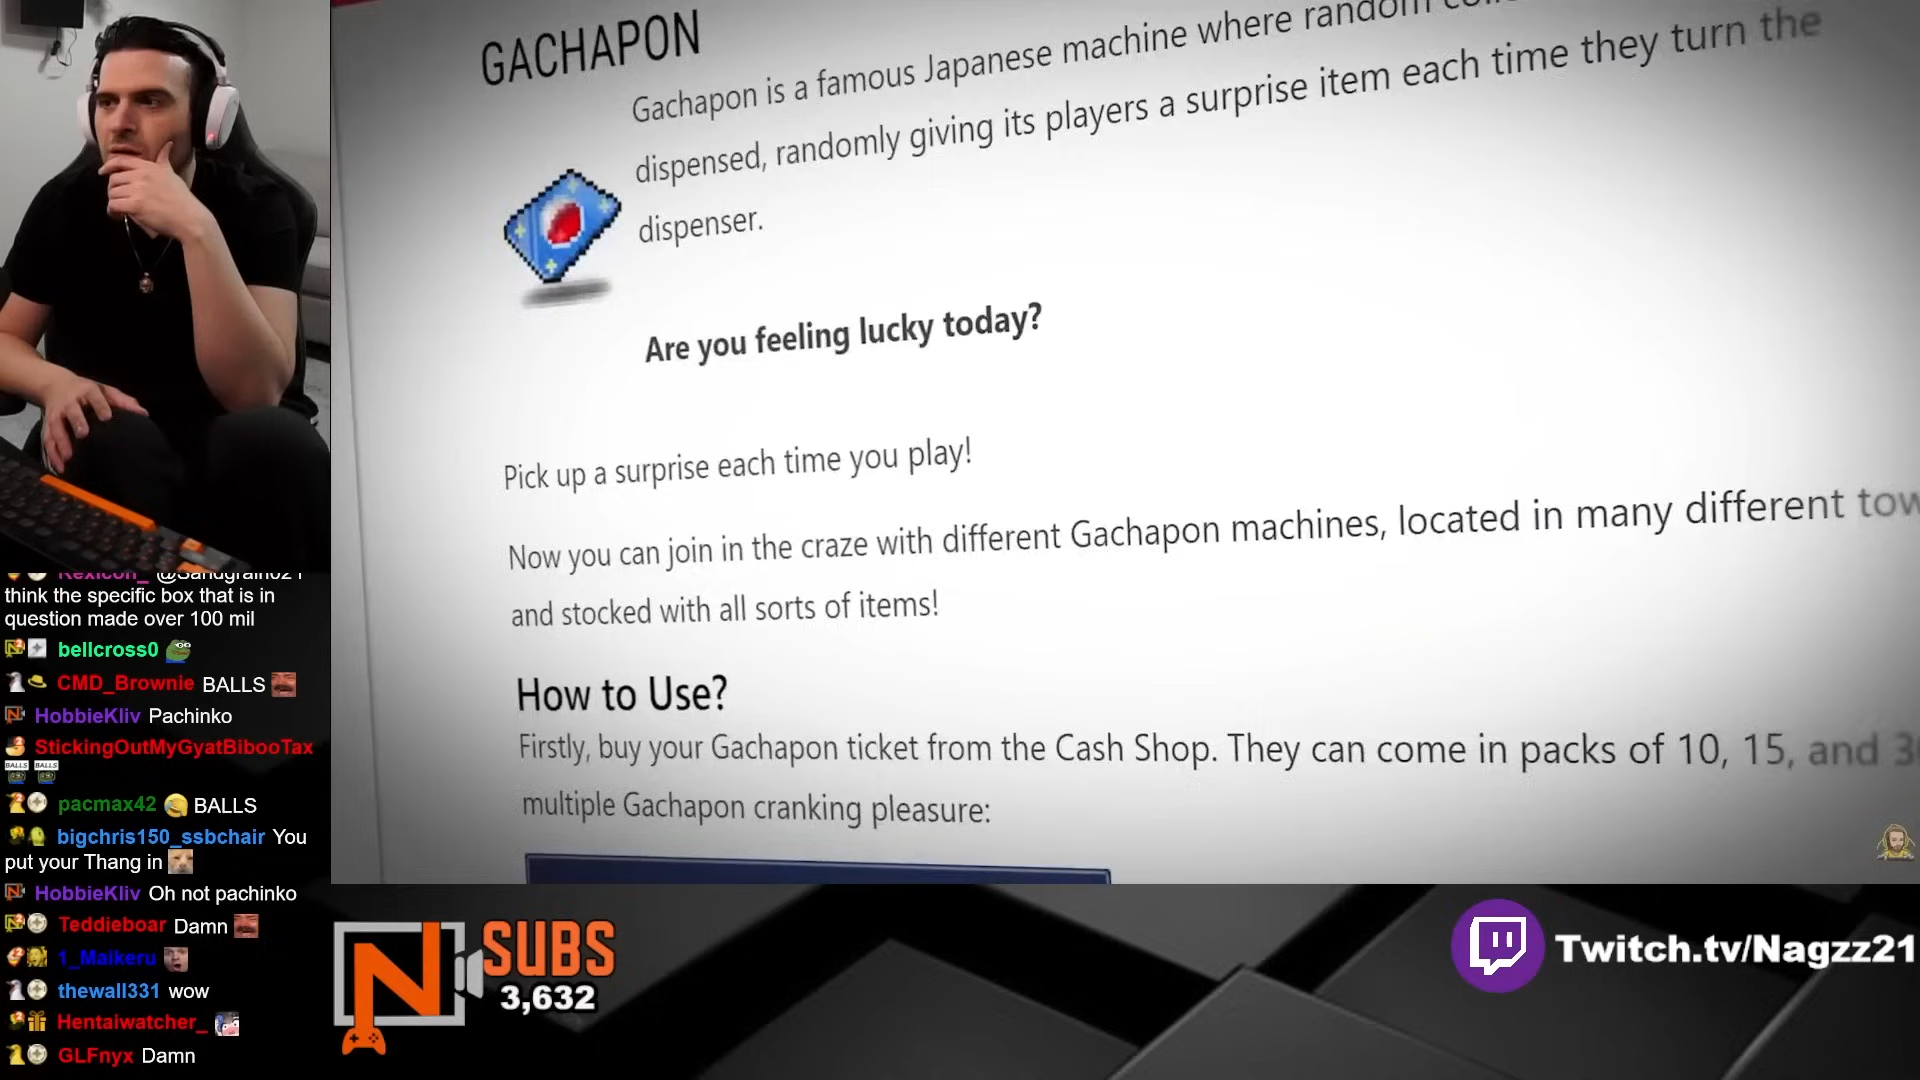 GACHAPON
Gachapon is a famous Japanese machine where random
dispensed, randomly giving its players a surprise item each time they turn the
dispenser.
Are you feeling lucky today?
Pick up a surprise each time you play!
Now you can join in the craze with different Gachapon machines, located in many different
and stocked with all sorts of items!
How to Use?
Firstly, buy your Gachapon ticket from the Cash Shop. They can come in packs of 10, 15, and
multiple Gachapon cranking pleasure:
Rexicon_ @Sandgrain021
think the specific box that is in
question made over 100 mil
bellcross0
CMD_Brownie BALLS
HobbieKliv Pachinko
StickingOutMyGyatBibooTax
BALLS BALLS
pacmax42 BALLS
bigchris150_ssbchair You
put your Thang in
HobbieKliv Oh not pachinko
Teddieboar Damn
1_Maikeru
thewall331 wow
Hentaiwatcher_
GLFnyx Damn
N SUBS
3,632
Twitch.tv/Nagzz21